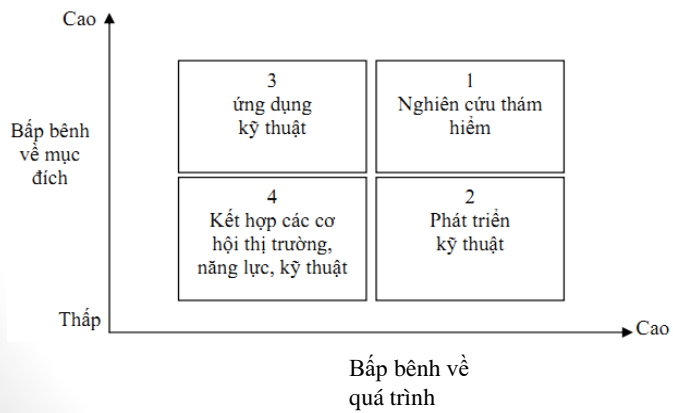 Cao
Bấp bênh
về mục
đích
3
ứng dụng
kỹ thuật
1
Nghiên cứu thám
hiểm
4
Kết hợp các cơ
hội thị trường,
năng lực, kỹ thuật
2
Phát triển
kỹ thuật
Thấp
Cao
Bấp bênh về
quá trình